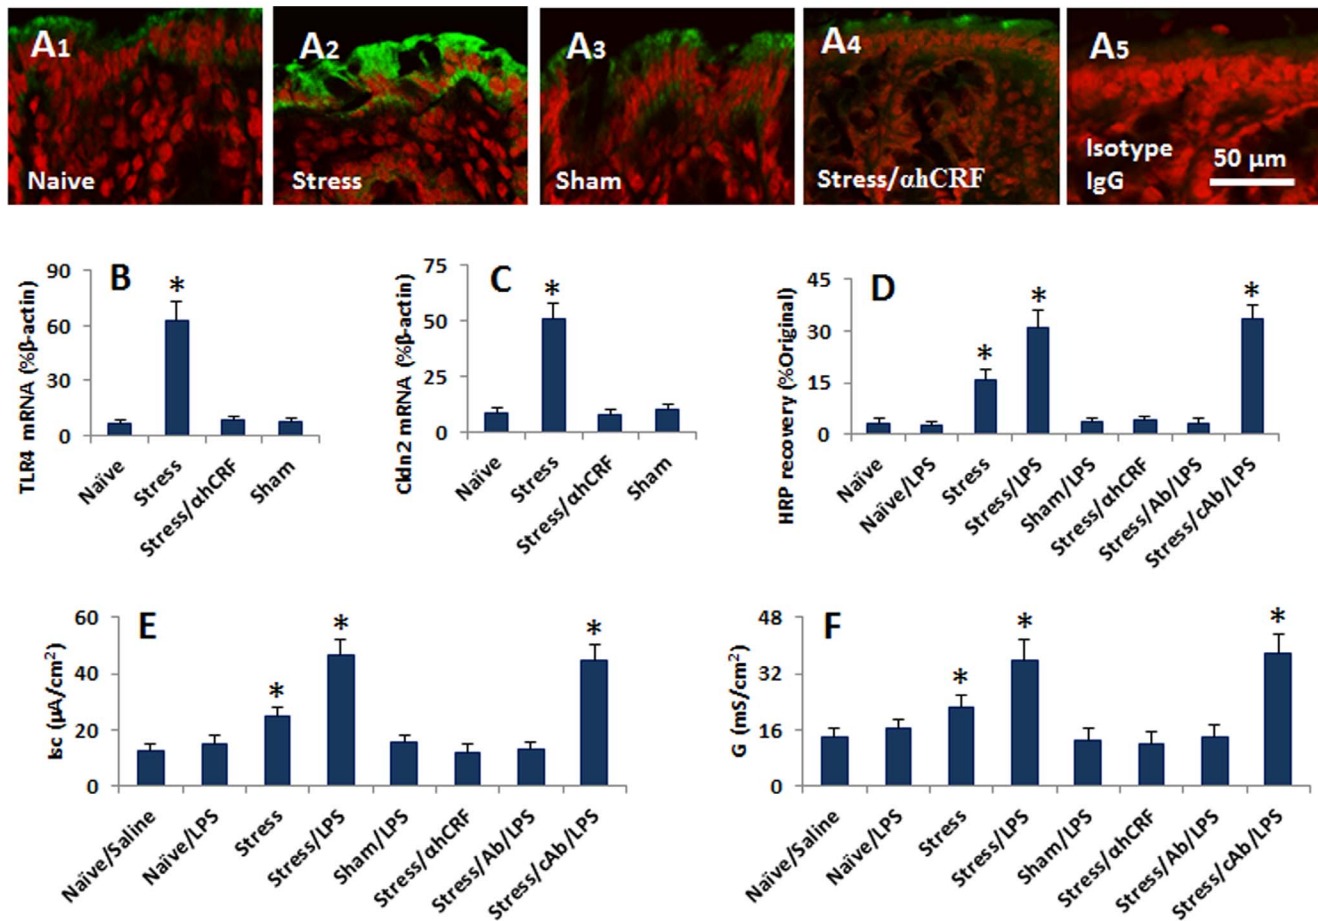 A1
Naive
A2
Stress
A3
Sham
A4
Stress/αhCRF
A5
Isotype
IgG
50 µm
B
TLR4 mRNA (%β-actin)
90
60
30
0
Naïve
Stress
Stress/αhCRF
Sham
*
C
Cldn2 mRNA (%β-actin)
75
50
25
0
Naïve
Stress
Stress/αhCRF
Sham
*
D
HRP recovery (%Original)
45
30
15
0
Naïve
Naïve/LPS
Stress
Stress/LPS
Sham/LPS
Stress/αhCRF
Stress/Ab/LPS
Stress/cAb/LPS
*
*
*
E
Isc (µA/cm2)
60
40
20
0
Naïve/Saline
Naïve/LPS
Stress
Stress/LPS
Sham/LPS
Stress/αhCRF
Stress/Ab/LPS
Stress/cAb/LPS
*
*
*
F
G (mS/cm2)
48
32
16
0
Naïve/Saline
Naïve/LPS
Stress
Stress/LPS
Sham/LPS
Stress/αhCRF
Stress/Ab/LPS
Stress/cAb/LPS
*
*
*